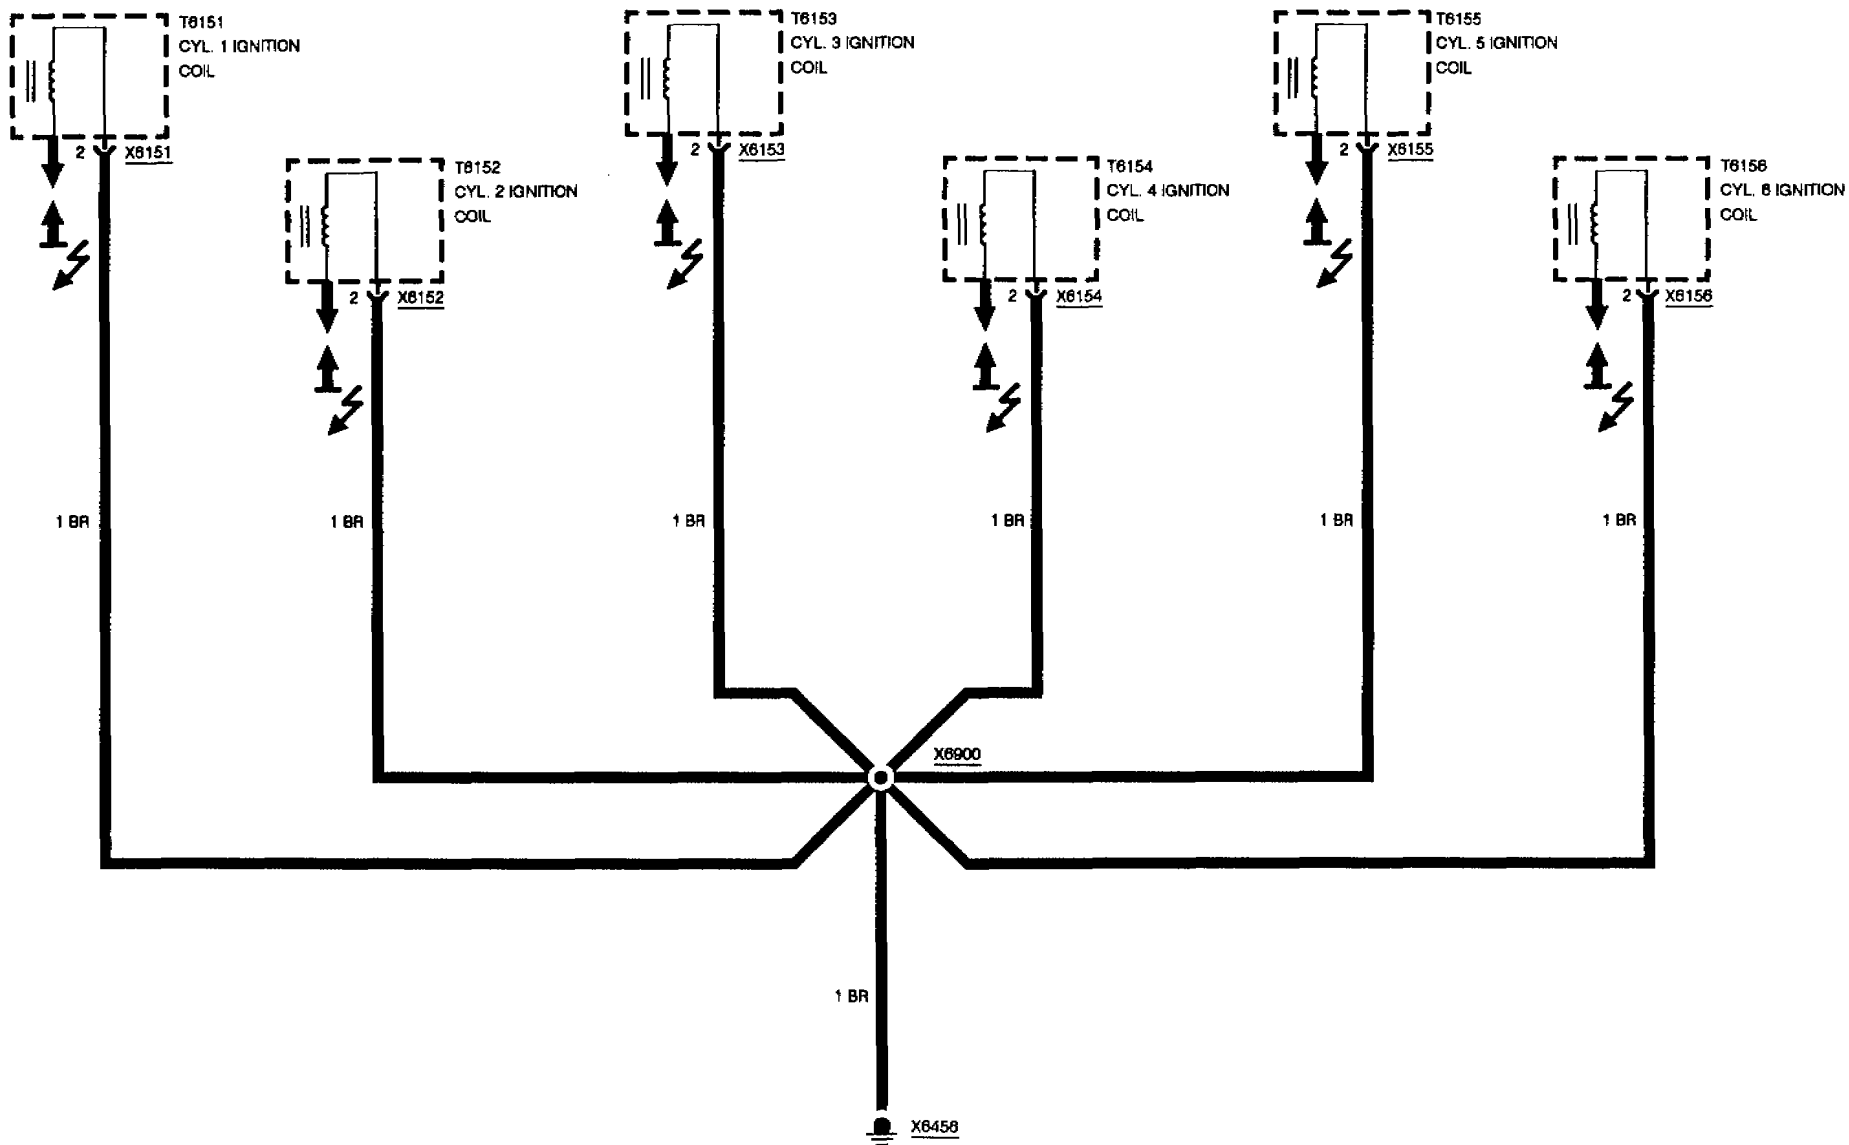 T6151
CYL. 1 IGNITION
COIL
2
X6151
T6153
CYL. 3 IGNITION
COIL
2
X6153
T6155
CYL. 5 IGNITION
COIL
2
X6155
T6152
CYL. 2 IGNITION
COIL
2
X6152
T6154
CYL. 4 IGNITION
COIL
2
X6154
T6156
CYL. 6 IGNITION
COIL
2
X6156
1 BR
1 BR
1 BR
1 BR
1 BR
1 BR
X6900
1 BR
X6456